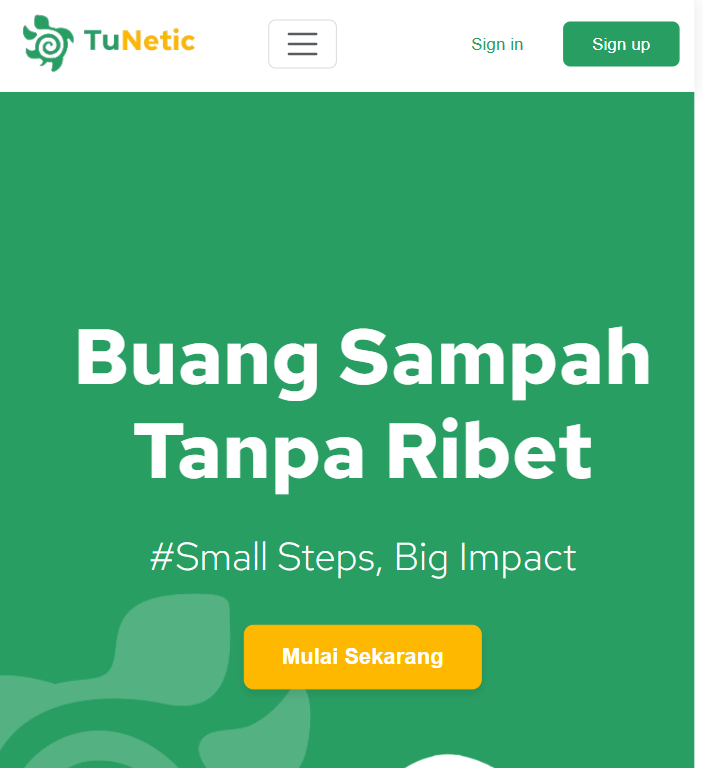 TuNetic
Sign in
Sign up
Buang Sampah
Tanpa Ribet
#Small Steps, Big Impact
Mulai Sekarang